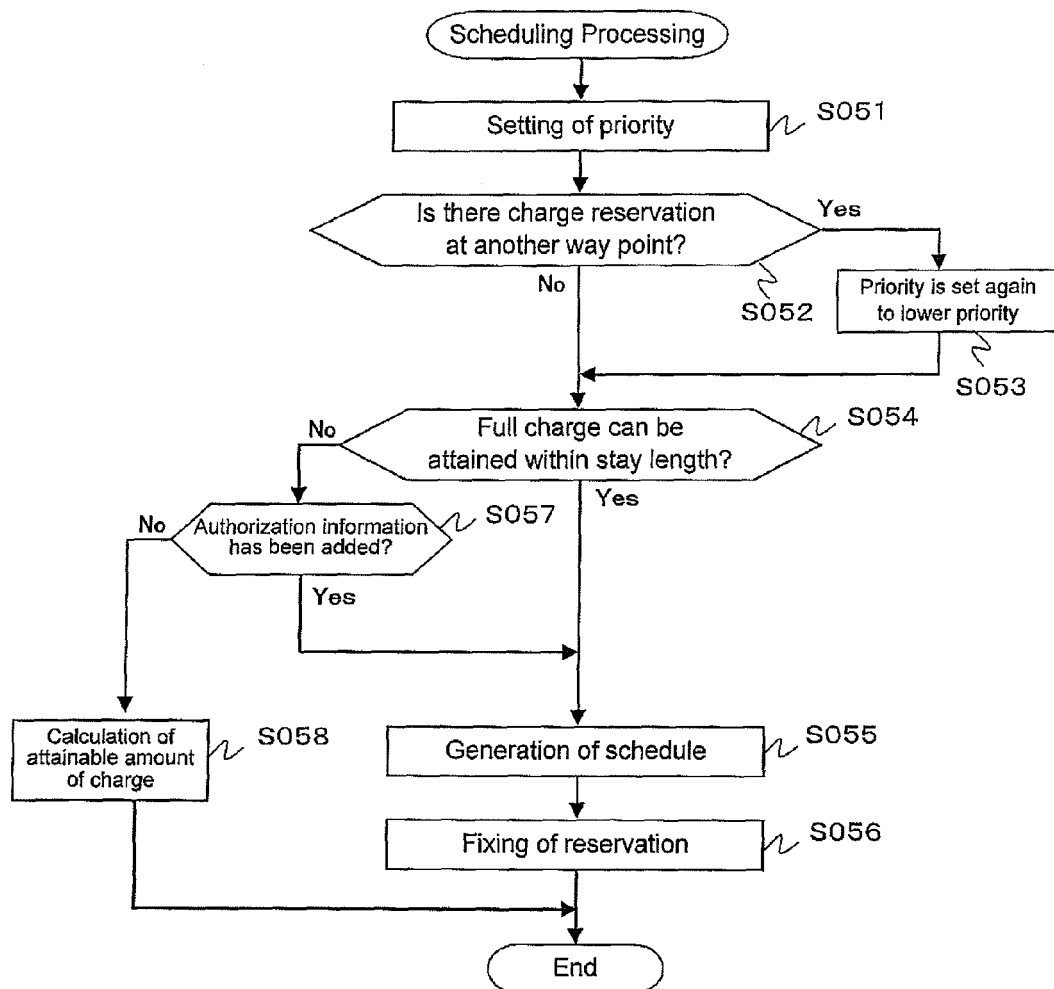 Scheduling Processing
Setting of priority
S051
Is there charge reservation
at another way point?
Yes
No
S052
Priority is set again
to lower priority
S053
S054
Full charge can be
attained within stay length?
No
Yes
S057
Authorization information
has been added?
No
Yes
Calculation of
attainable amount
of charge
S058
Generation of schedule
S055
Fixing of reservation
S056
End